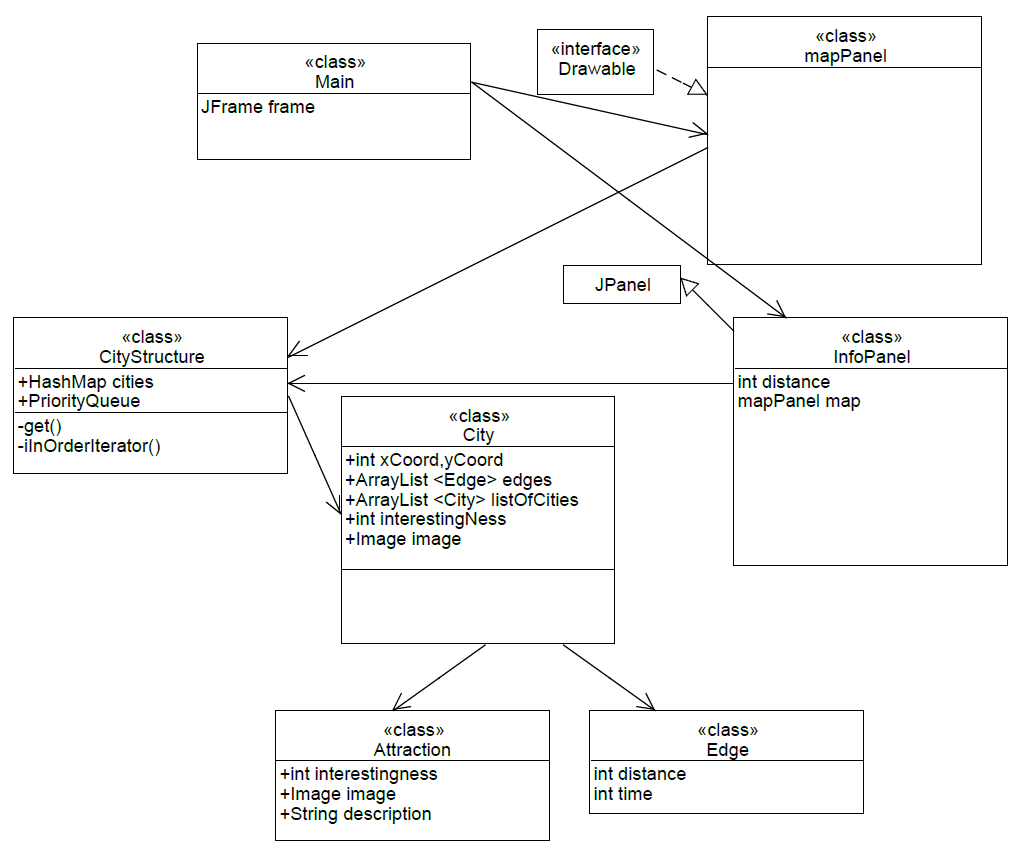 «class»
Main
JFrame frame
«interface»
Drawable
«class»
mapPanel
JPanel
«class»
CityStructure
+HashMap cities
+PriorityQueue
-get()
-iInOrderIterator()
«class»
InfoPanel
int distance
mapPanel map
«class»
City
+int xCoord,yCoord
+ArrayList <Edge> edges
+ArrayList <City> listOfCities
+int interestingNess
+Image image
«class»
Attraction
+int interestingness
+Image image
+String description
«class»
Edge
int distance
int time